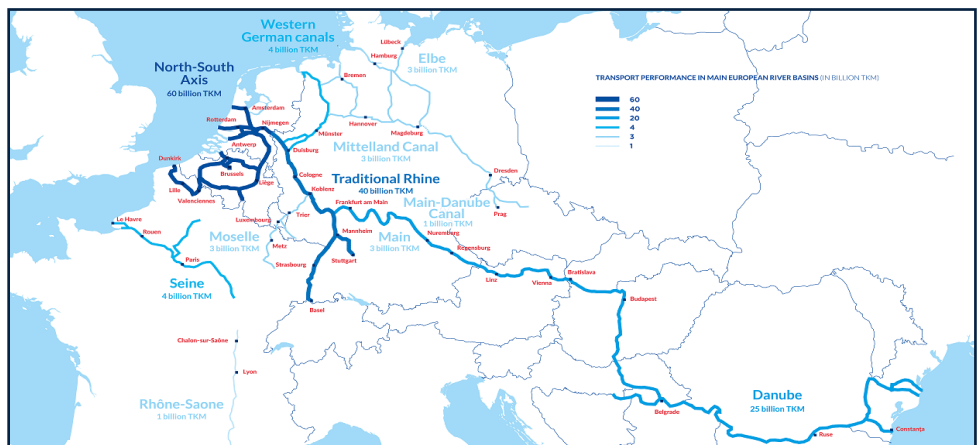 Western
German canals
4 billion TKM
Lübeck
Hamburg
Elbe
3 billion TKM
North-South
Axis
60 billion TKM
Bremen
TRANSPORT PERFORMANCE IN MAIN EUROPEAN RIVER BASINS (IN BILLION TKM)
60
40
20
4
3
1
Amsterdam
Rotterdam
Nijmegen
Hannover
Magdeburg
Münster
Antwerp
Duisburg
Mittelland Canal
3 billion TKM
Dunkirk
Brussels
Lille
Liège
Valenciennes
Cologne
Koblenz
Traditional Rhine
40 billion TKM
Dresden
Frankfurt am Main
Main-Danube
Canal
1 billion TKM
Prag
Le Havre
Rouen
Luxembourg
Trier
Moselle
3 billion TKM
Metz
Mannheim
Main
3 billion TKM
Nuremburg
Regensburg
Paris
Strasbourg
Stuttgart
Seine
4 billion TKM
Linz
Vienna
Bratislava
Budapest
Basel
Chalon-sur-Saône
Lyon
Rhône-Saone
1 billion TKM
Belgrade
Danube
25 billion TKM
Ruse
Constanța